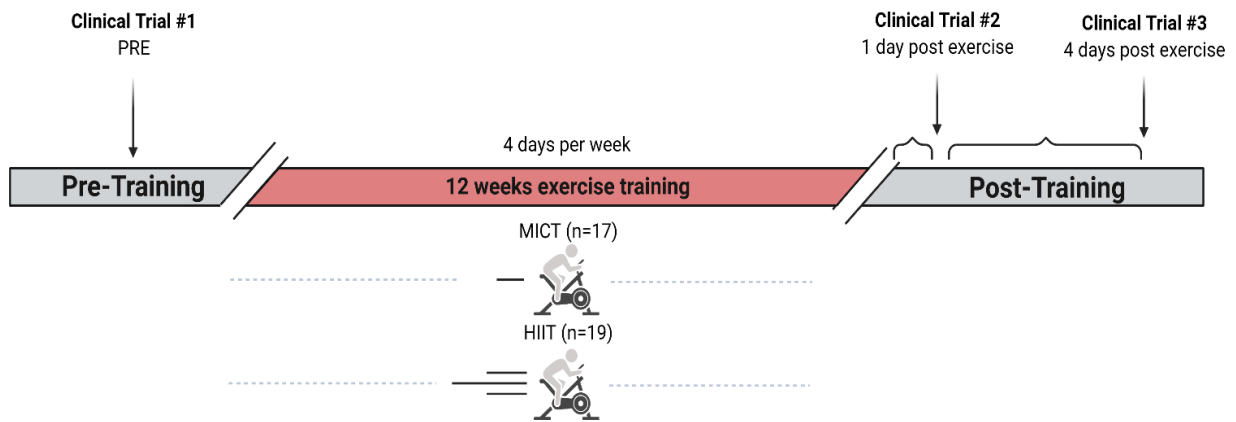 Clinical Trial #1
PRE
Clinical Trial #2
1 day post exercise
Clinical Trial #3
4 days post exercise
4 days per week
Pre-Training
12 weeks exercise training
Post-Training
MICT (n=17)
HIIT (n=19)